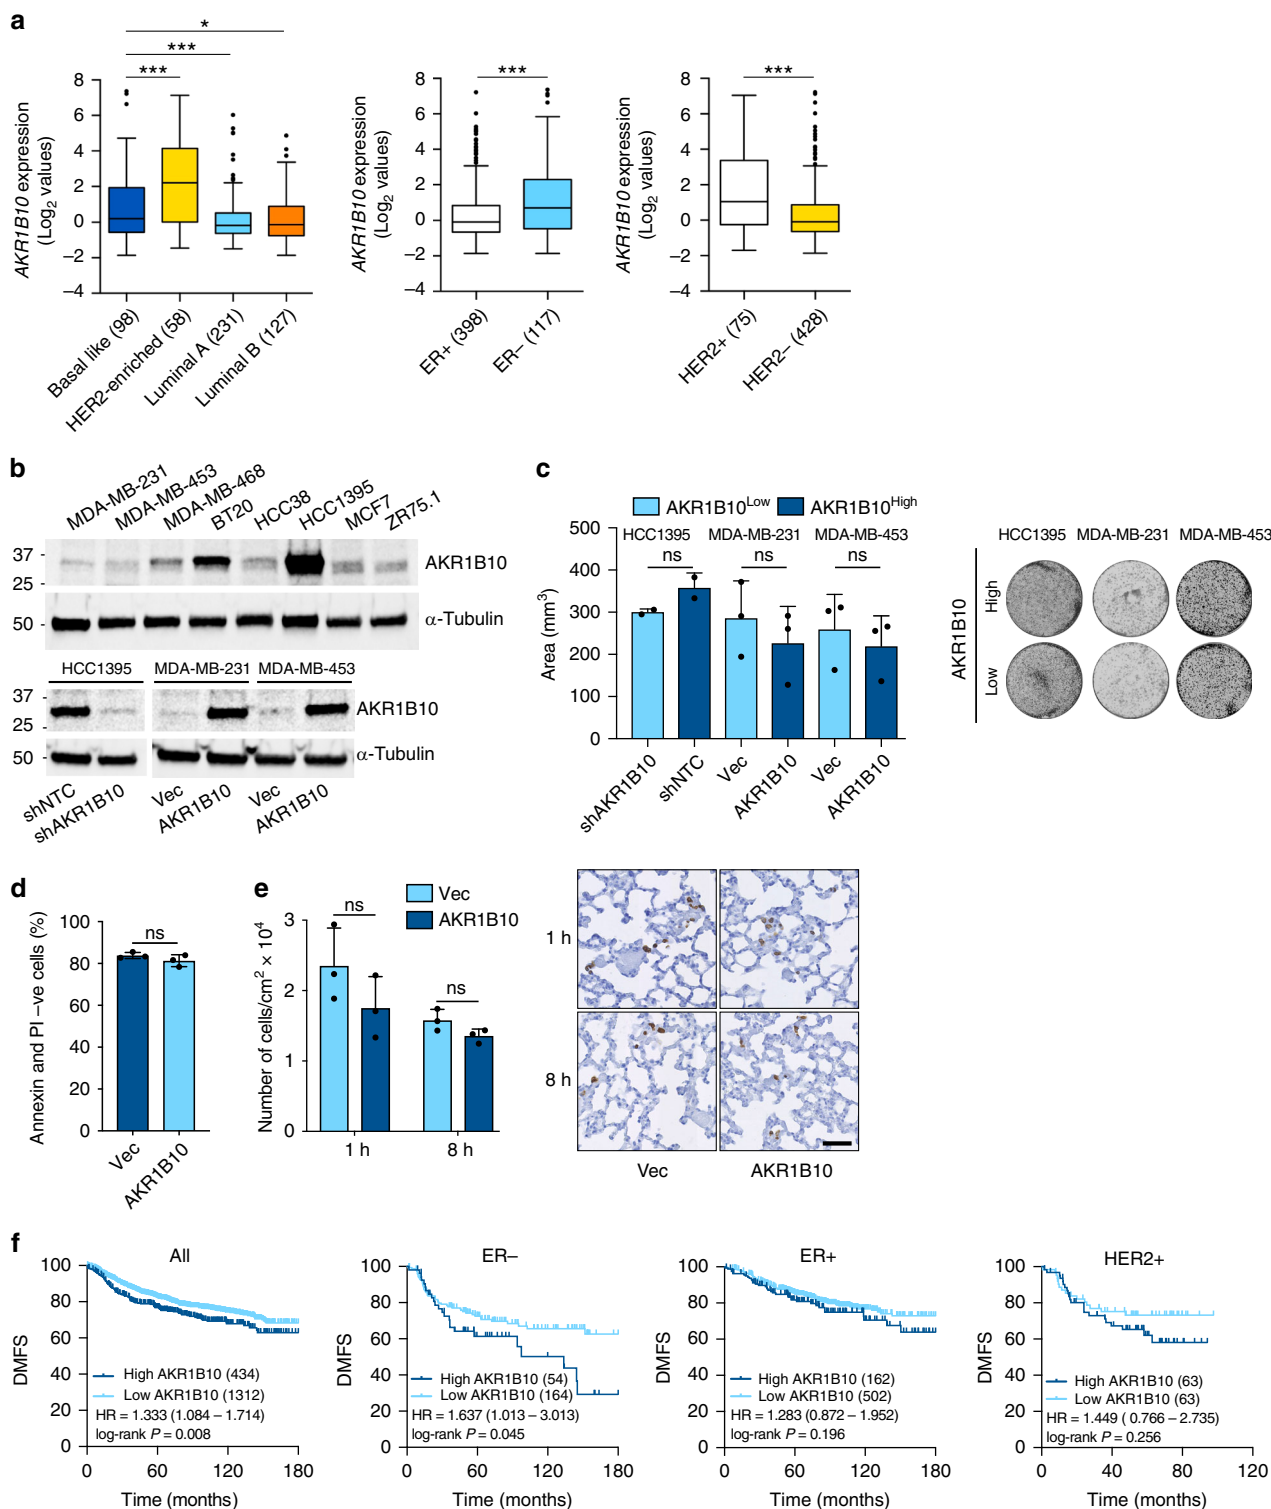 a
*
***
***
AKR1B10 expression
(Log2 values)
8
6
4
2
0
–2
–4
Basal like (98)
HER2-enriched (58)
Luminal A (231)
Luminal B (127)
***
AKR1B10 expression
(Log2 values)
8
6
4
2
0
–2
–4
ER+ (398)
ER– (117)
***
AKR1B10 expression
(Log2 values)
8
6
4
2
0
–2
–4
HER2+ (75)
HER2– (428)
b
MDA-MB-231
MDA-MB-453
MDA-MB-468
BT20
HCC38
HCC1395
MCF7
ZR75.1
37
25
AKR1B10
50
α-Tubulin
HCC1395 MDA-MB-231 MDA-MB-453
37
25
AKR1B10
50
α-Tubulin
shNTC
shAKR1B10
Vec
AKR1B10
Vec
AKR1B10
c
AKR1B10Low AKR1B10High
Area (mm3)
500
400
300
200
100
0
HCC1395 MDA-MB-231 MDA-MB-453
ns ns ns
shAKR1B10
shNTC
Vec
AKR1B10
Vec
AKR1B10
HCC1395 MDA-MB-231 MDA-MB-453
AKR1B10
High
Low
d
Annexin and PI –ve cells (%)
100
80
60
40
20
0
ns
Vec
AKR1B10
e
Vec
AKR1B10
Number of cells/cm2 × 104
3
2
1
0
ns
ns
1 h 8 h
1 h
8 h
Vec AKR1B10
f
All
DMFS
100
80
60
40
20
0
High AKR1B10 (434)
Low AKR1B10 (1312)
HR = 1.333 (1.084 – 1.714)
log-rank P = 0.008
0 60 120 180
Time (months)
ER–
DMFS
100
80
60
40
20
0
High AKR1B10 (54)
Low AKR1B10 (164)
HR = 1.637 (1.013 – 3.013)
log-rank P = 0.045
0 60 120 180
Time (months)
ER+
DMFS
100
80
60
40
20
0
High AKR1B10 (162)
Low AKR1B10 (502)
HR = 1.283 (0.872 – 1.952)
log-rank P = 0.196
0 60 120 180
Time (months)
HER2+
DMFS
100
80
60
40
20
0
High AKR1B10 (63)
Low AKR1B10 (63)
HR = 1.449 ( 0.766 – 2.735)
log-rank P = 0.256
0 40 80 120
Time (months)